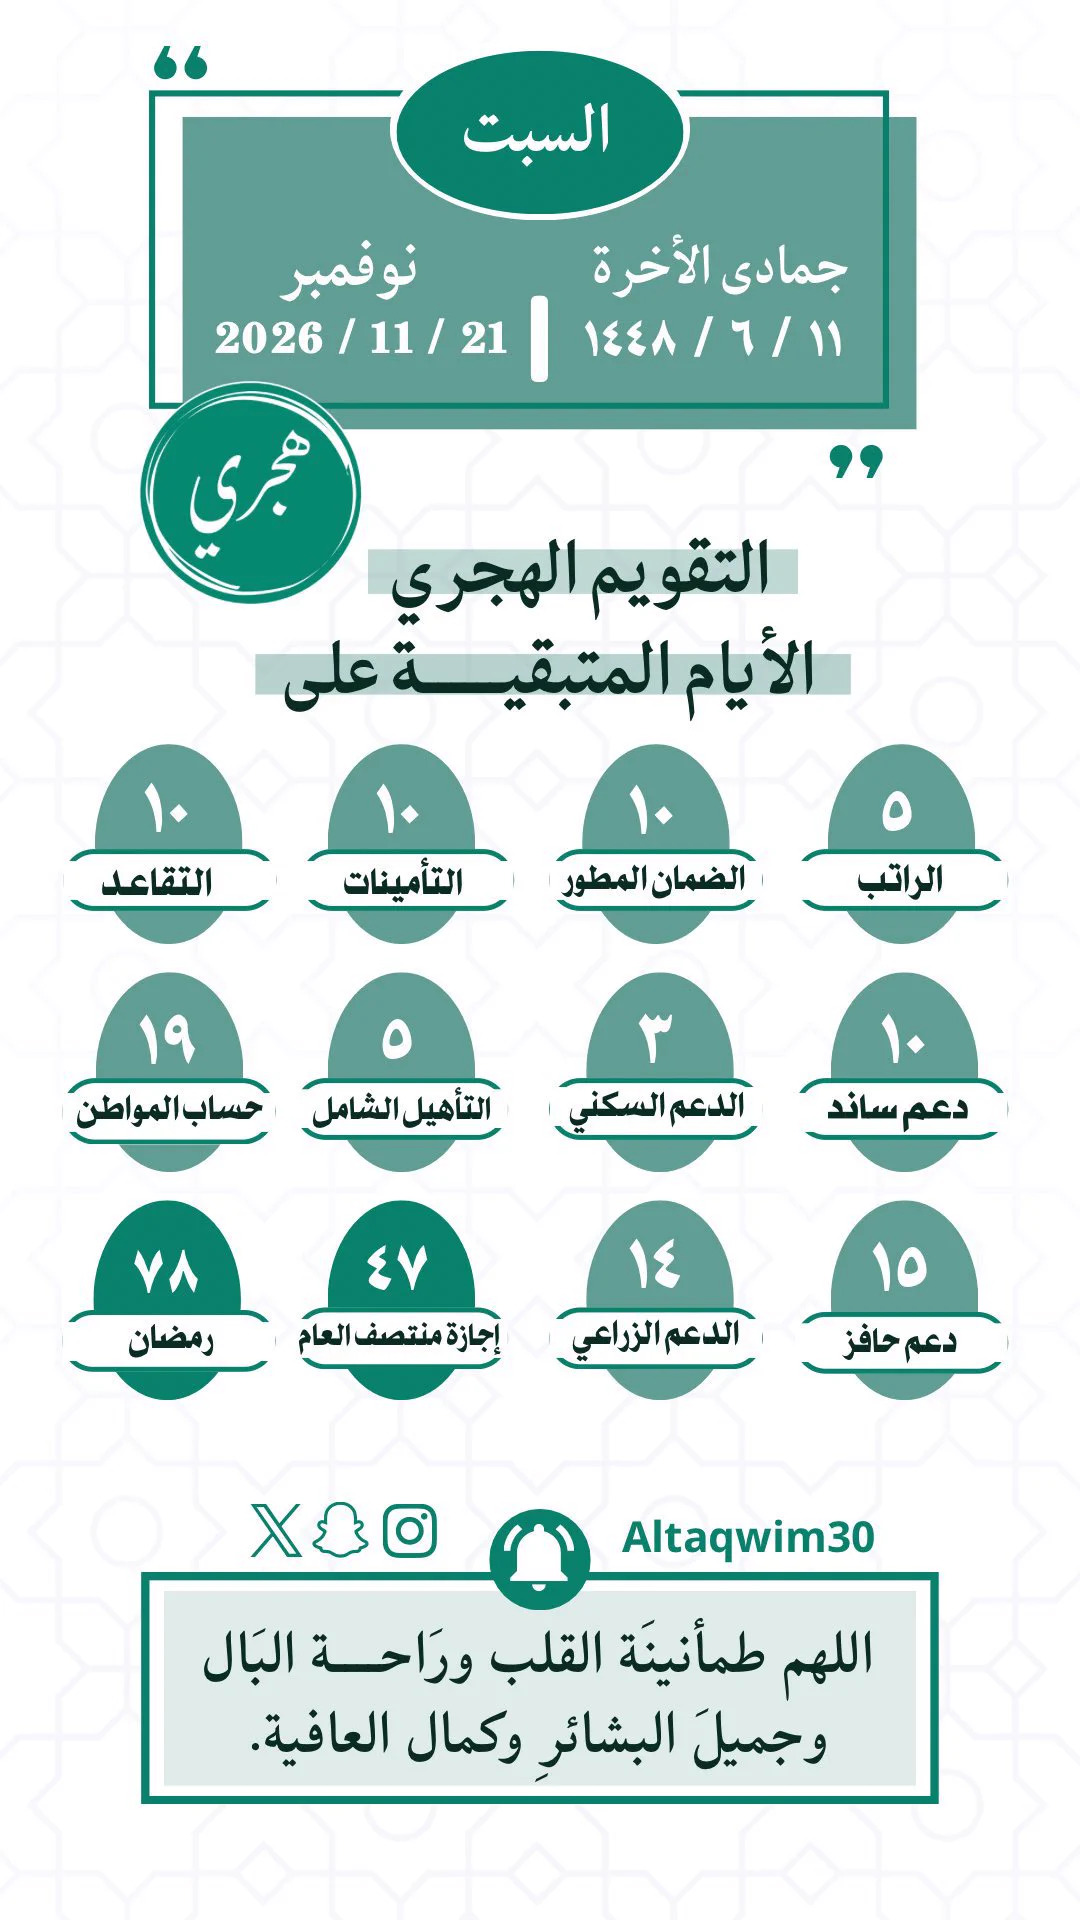 السبت
جمادى الأخرة
١١ / ٦ / ١٤٤٨
نوفمبر
2026 / 11 / 21
هجري
التقويم الهجري
الأيام المتبقيـــــة على
٥
الراتب
١٠
الضمان المطور
١٠
التأمينات
١٠
التقاعد
١٠
دعم ساند
٣
الدعم السكني
٥
التأهيل الشامل
١٩
حساب المواطن
١٥
دعم حافز
١٤
الدعم الزراعي
٤٧
إجازة منتصف العام
٧٨
رمضان
Altaqwim30
اللهم طمأنينَة القلب ورَاحـــة البَال
وجميلَ البشائرِ وكمال العافية.